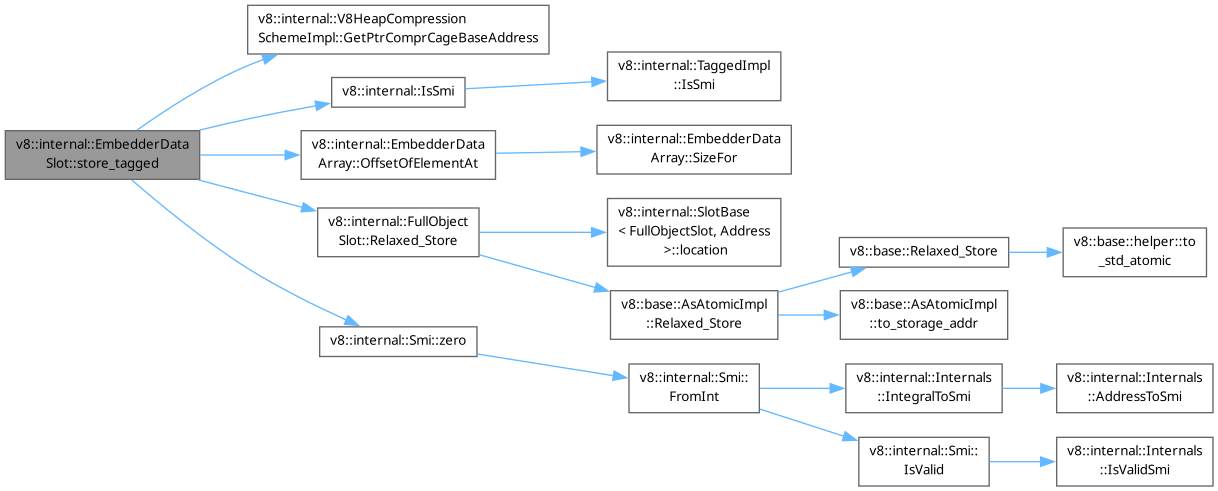 v8::internal::V8HeapCompression
SchemeImpl::GetPtrComprCageBaseAddress
v8::internal::TaggedImpl
::IsSmi
v8::internal::IsSmi
v8::internal::EmbedderData
Slot::store_tagged
v8::internal::EmbedderData
Array::OffsetOfElementAt
v8::internal::EmbedderData
Array::SizeFor
v8::internal::FullObject
Slot::Relaxed_Store
v8::internal::SlotBase
< FullObjectSlot, Address
>::location
v8::base::Relaxed_Store
v8::base::helper::to
_std_atomic
v8::base::AsAtomicImpl
::Relaxed_Store
v8::base::AsAtomicImpl
::to_storage_addr
v8::internal::Smi::zero
v8::internal::Smi::
FromInt
v8::internal::Internals
::IntegralToSmi
v8::internal::Internals
::AddressToSmi
v8::internal::Smi::
IsValid
v8::internal::Internals
::IsValidSmi